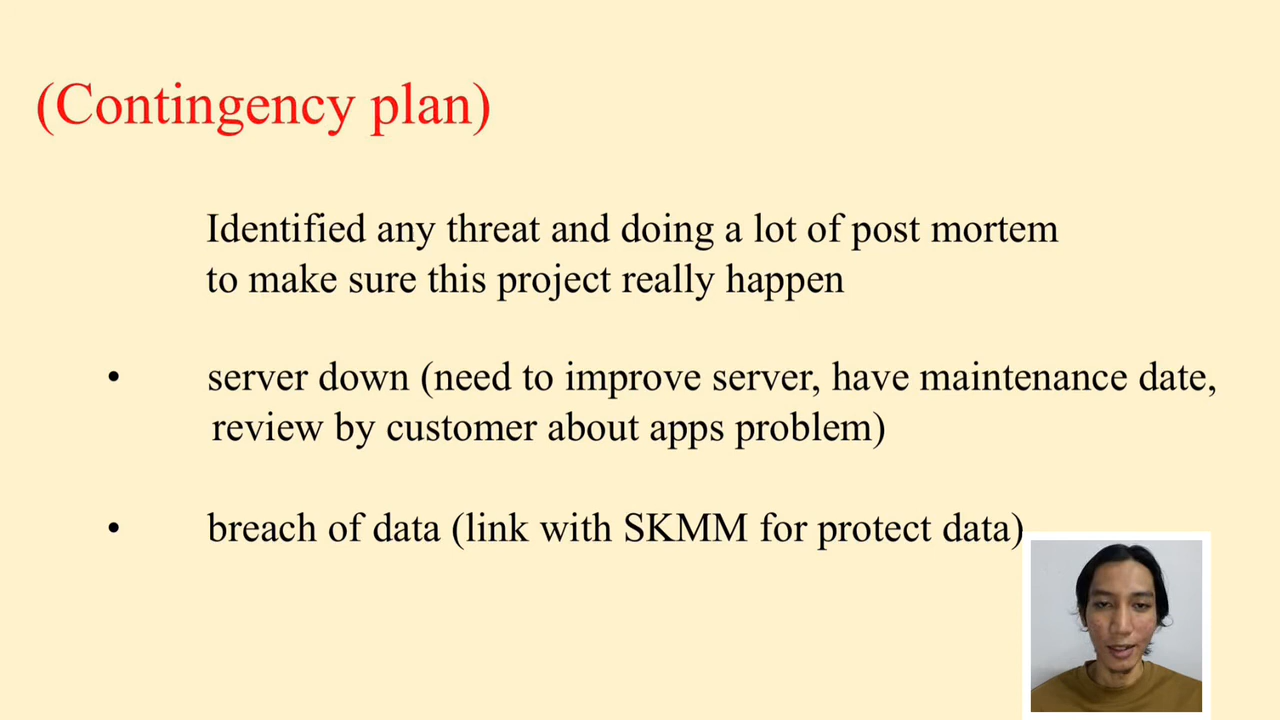 (Contingency plan)
Identified any threat and doing a lot of post mortem
to make sure this project really happen
• server down (need to improve server, have maintenance date,
review by customer about apps problem)
• breach of data (link with SKMM for protect data)